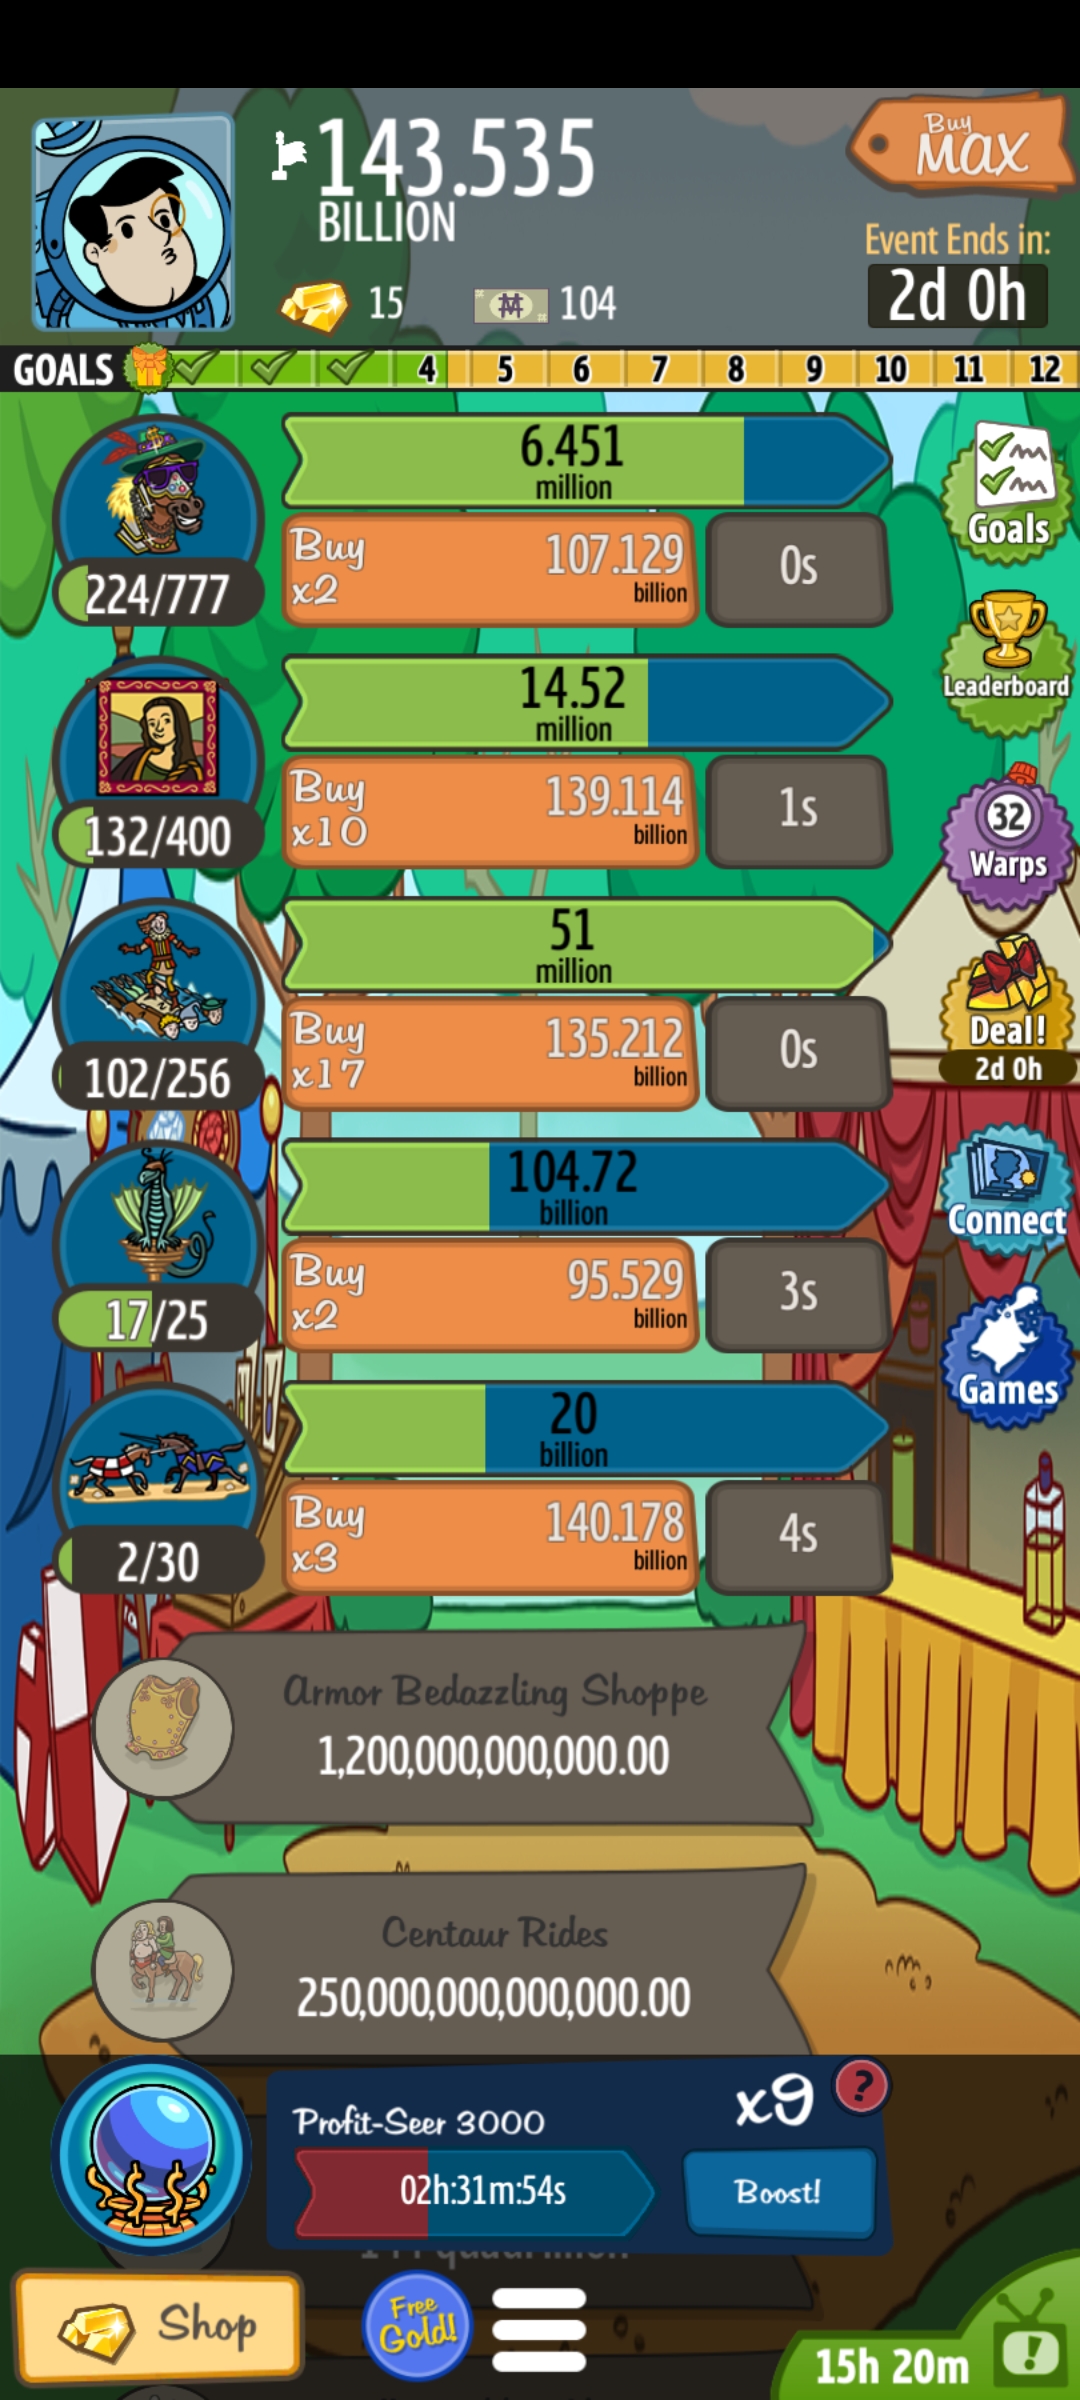 143.535
BILLION
Buy
MAX
15
104
Event Ends in:
2d 0h
GOALS 4 5 6 7 8 9 10 11 12
6.451
million
Buy
x2
107.129
billion
0s
224/777
Goals
14.52
million
Leaderboard
Buy
x10
139.114
billion
1s
132/400
32
Warps
51
million
Buy
x17
135.212
billion
0s
102/256
Deal!
2d 0h
104.72
billion
Buy
x2
95.529
billion
3s
17/25
Connect
20
billion
Games
Buy
x3
140.178
billion
4s
2/30
Armor Bedazzling Shoppe
1,200,000,000,000.00
Centaur Rides
250,000,000,000,000.00
Profit-Seer 3000
x9
?
02h:31m:54s
Boost!
Shop
Free
Gold!
15h 20m
!